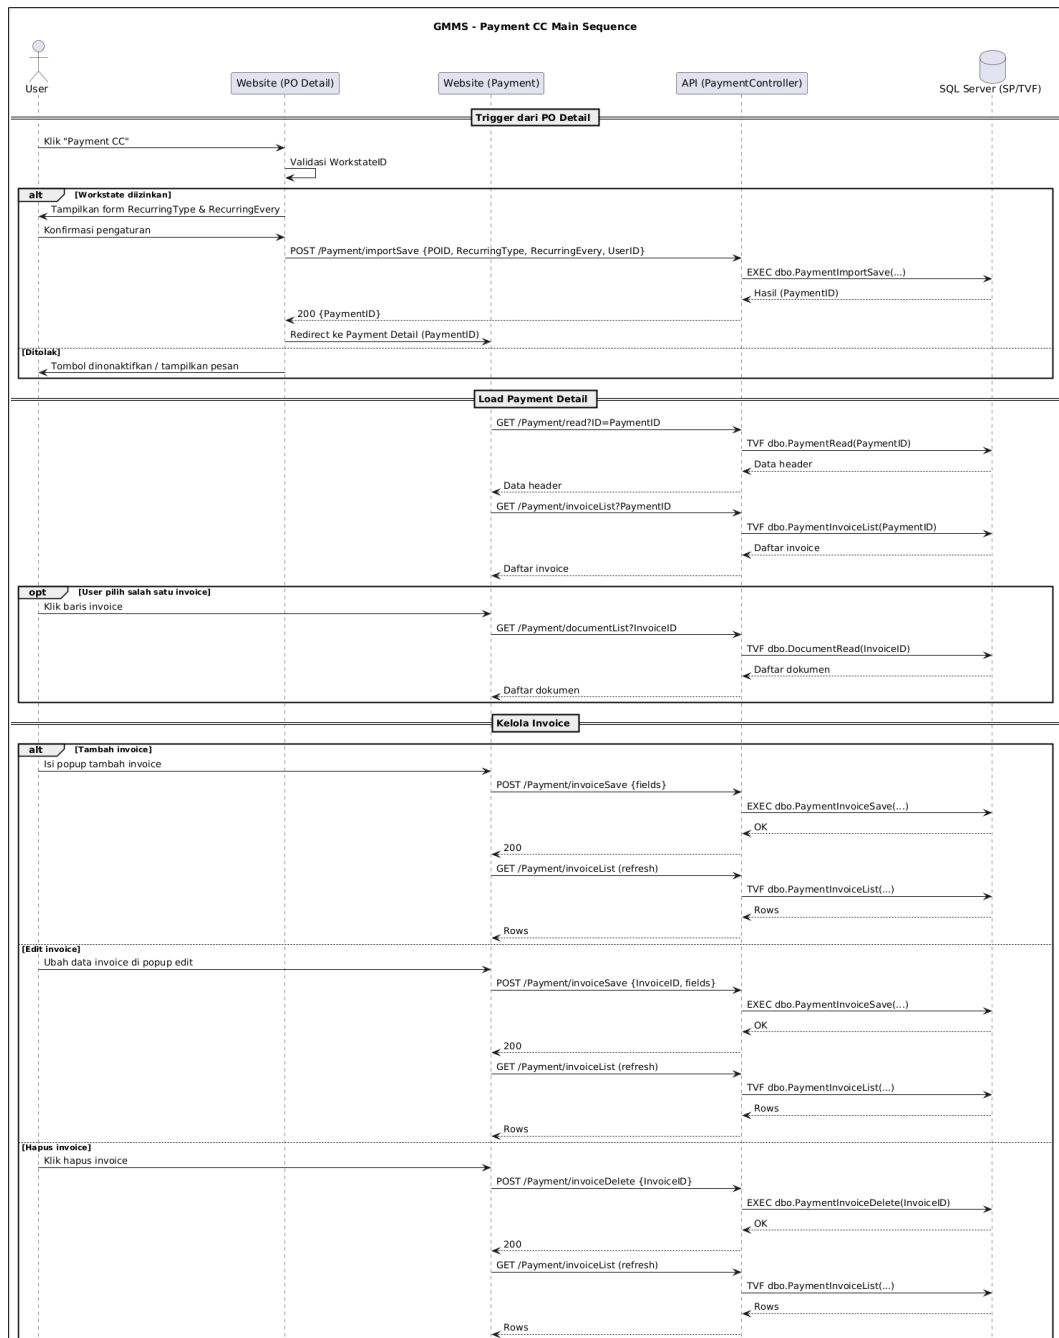 GMMS - Payment CC Main Sequence
User
Website (PO Detail)
Website (Payment)
API (PaymentController)
SQL Server (SP/TVF)
Trigger dari PO Detail
Klik "Payment CC"
Validasi WorkstateID
alt [Workstate diizinkan]
Tampilkan form RecurringType & RecurringEvery
Konfirmasi pengaturan
POST /Payment/importSave {POID, RecurringType, RecurringEvery, UserID}
EXEC dbo.PaymentImportSave(...)
Hasil (PaymentID)
200 {PaymentID}
Redirect ke Payment Detail (PaymentID)
[Ditolak]
Tombol dinonaktifkan / tampilkan pesan
Load Payment Detail
GET /Payment/read?ID=PaymentID
TVF dbo.PaymentRead(PaymentID)
Data header
Data header
GET /Payment/invoiceList?PaymentID
TVF dbo.PaymentInvoiceList(PaymentID)
Daftar invoice
Daftar invoice
opt [User pilih salah satu invoice]
Klik baris invoice
GET /Payment/documentList?InvoiceID
TVF dbo.DocumentRead(InvoiceID)
Daftar dokumen
Daftar dokumen
Kelola Invoice
alt [Tambah invoice]
Isi popup tambah invoice
POST /Payment/invoiceSave {fields}
EXEC dbo.PaymentInvoiceSave(...)
OK
200
GET /Payment/invoiceList (refresh)
TVF dbo.PaymentInvoiceList(...)
Rows
Rows
[Edit invoice]
Ubah data invoice di popup edit
POST /Payment/invoiceSave {InvoiceID, fields}
EXEC dbo.PaymentInvoiceSave(...)
OK
200
GET /Payment/invoiceList (refresh)
TVF dbo.PaymentInvoiceList(...)
Rows
Rows
[Hapus invoice]
Klik hapus invoice
POST /Payment/invoiceDelete {InvoiceID}
EXEC dbo.PaymentInvoiceDelete(InvoiceID)
OK
200
GET /Payment/invoiceList (refresh)
TVF dbo.PaymentInvoiceList(...)
Rows
Rows